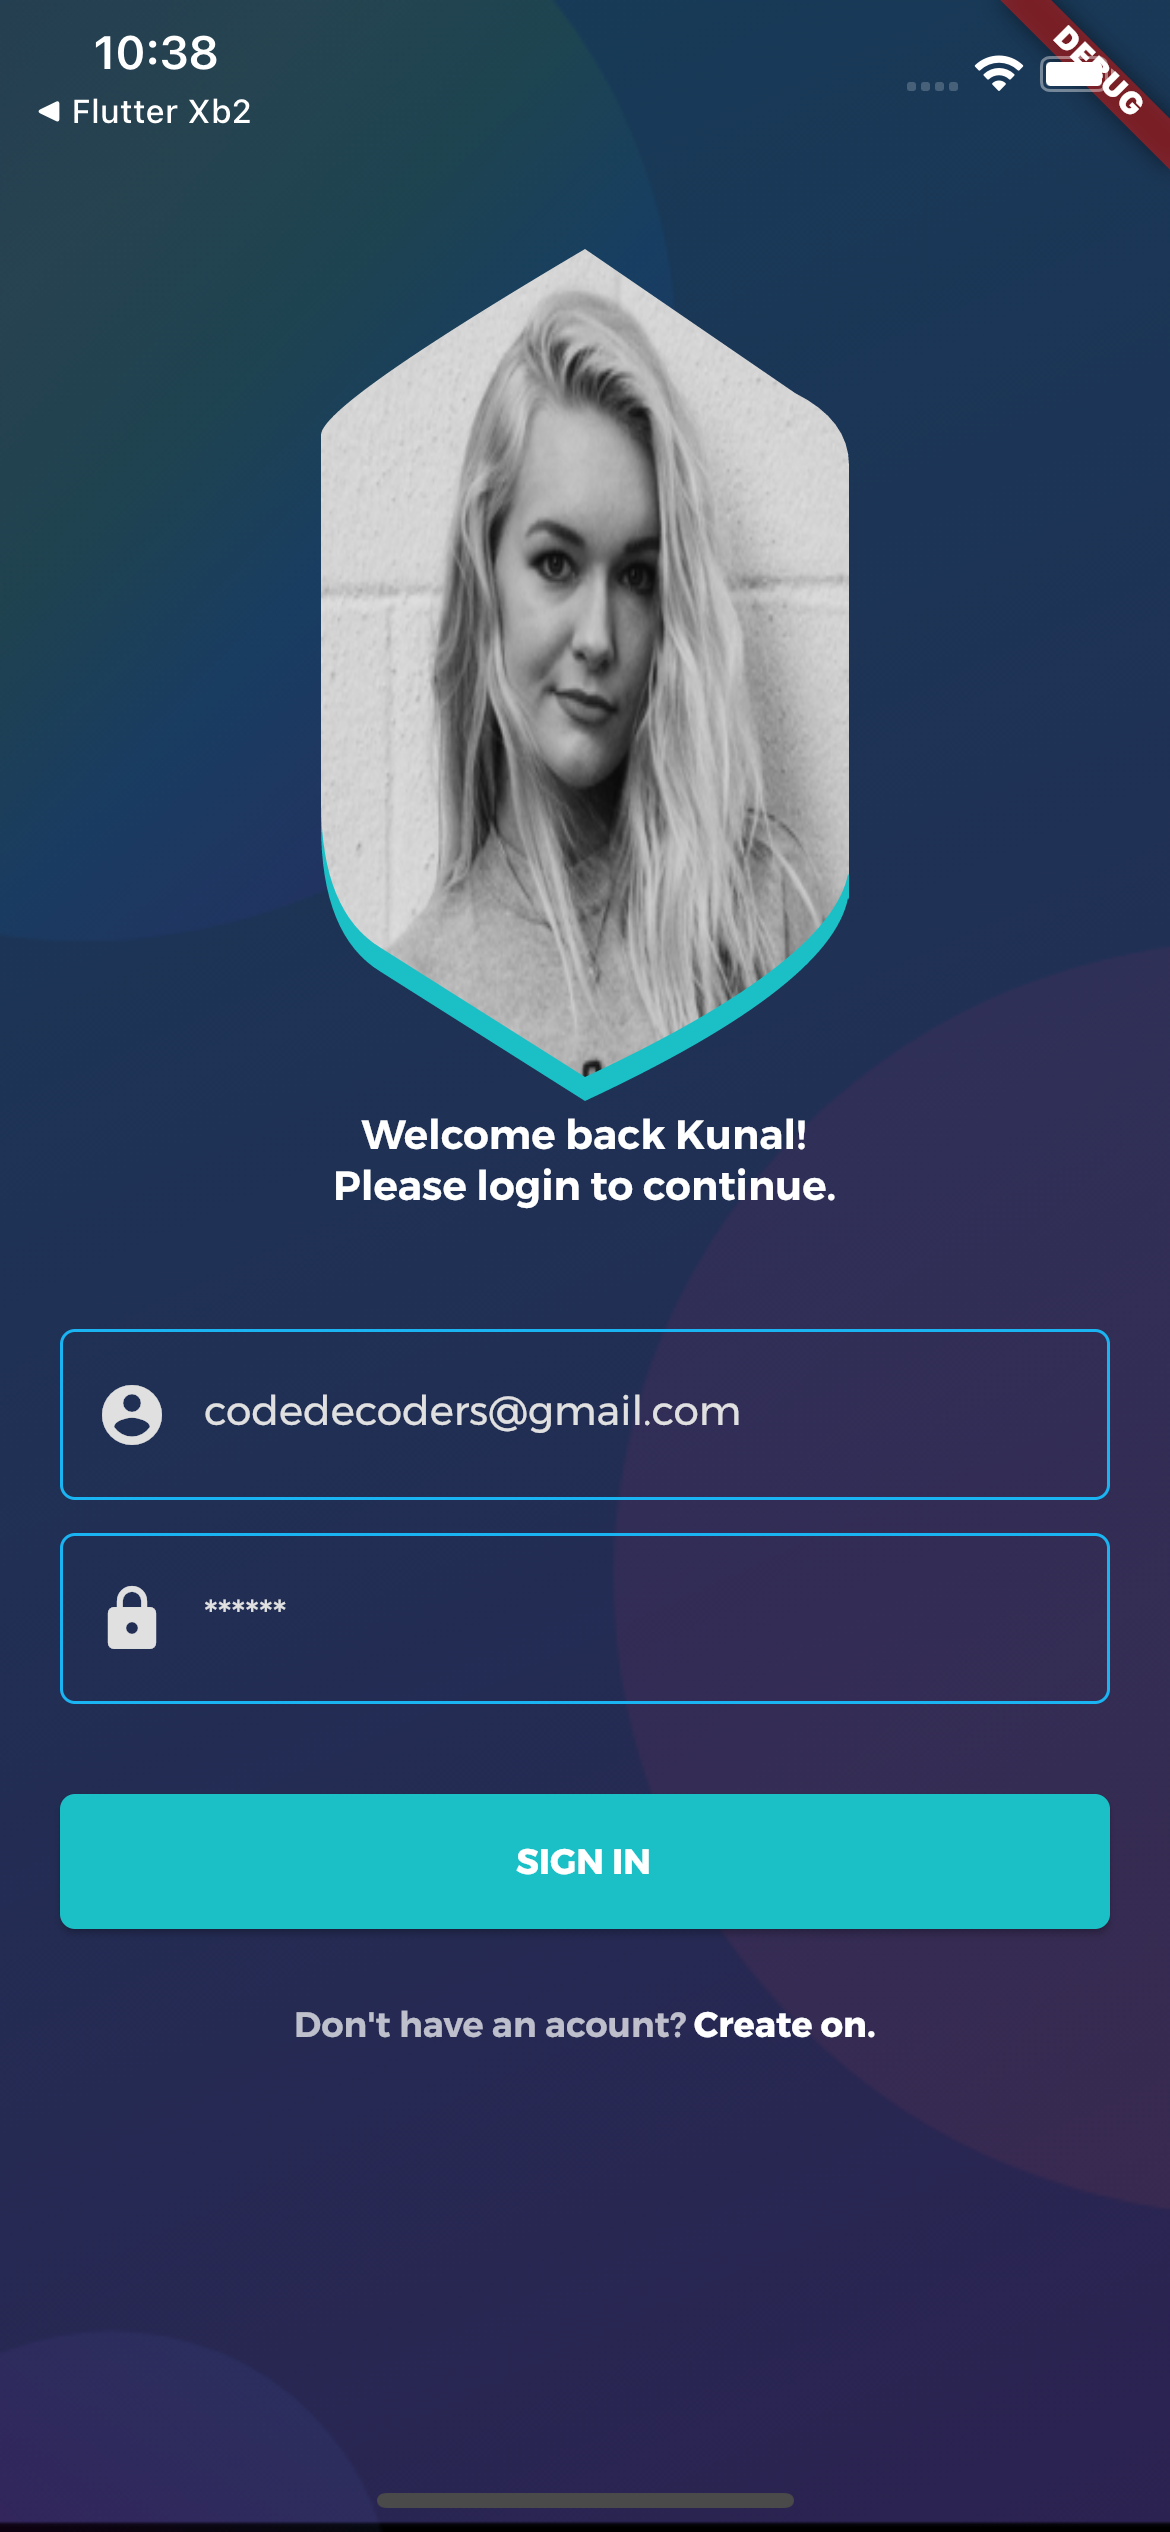 10:38
Flutter Xb2
DEBUG
Welcome back Kunal!
Please login to continue.
codedecoders@gmail.com
******
SIGN IN
Don't have an acount? Create on.